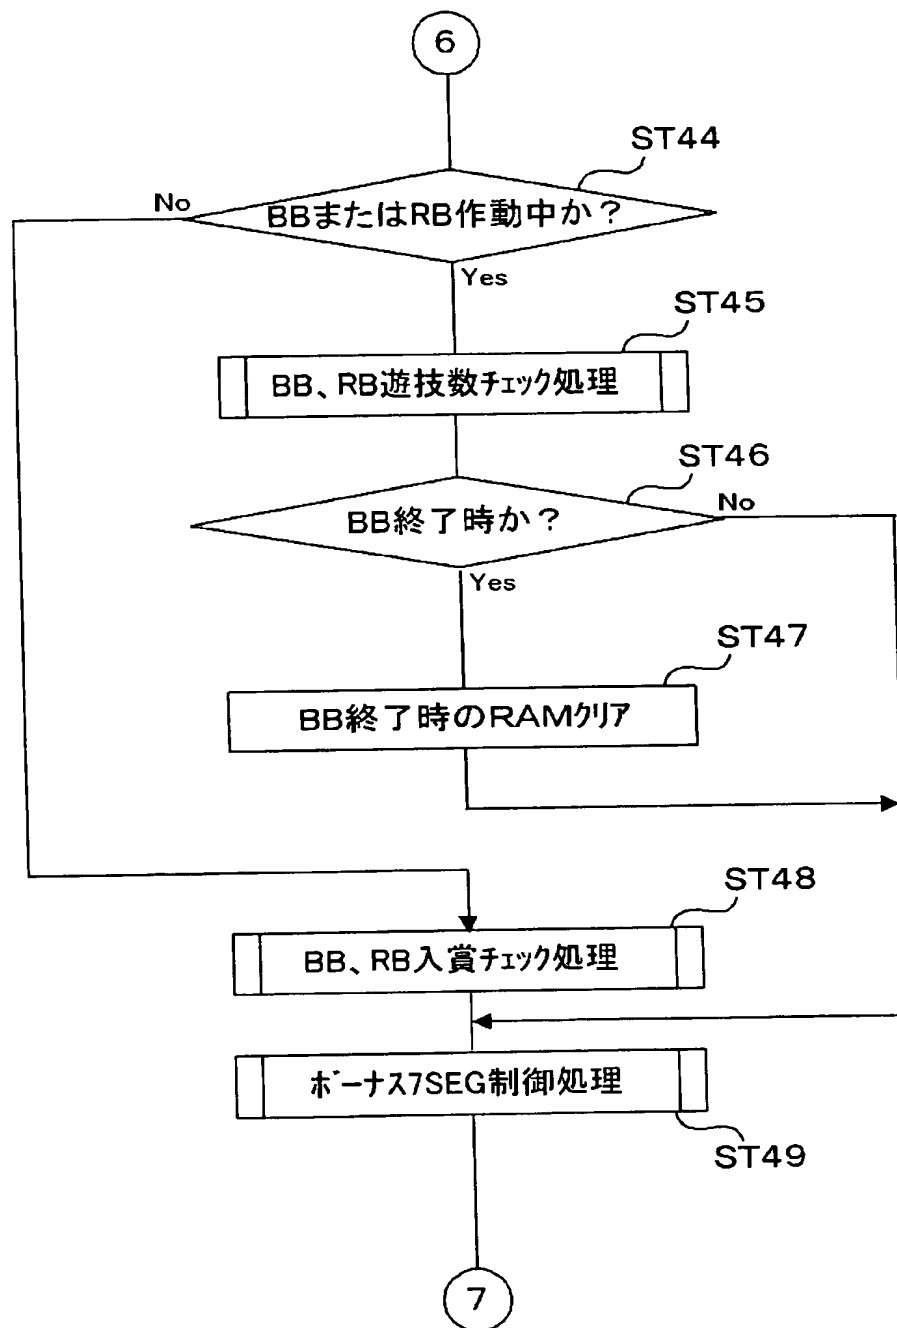 6
ST44
No
BBまたはRB作動中か？
Yes
ST45
BB、RB遊技数チェック処理
ST46
No
BB終了時か？
Yes
ST47
BB終了時のRAMクリア
ST48
BB、RB入賞チェック処理
ボーナス7SEG制御処理
ST49
7